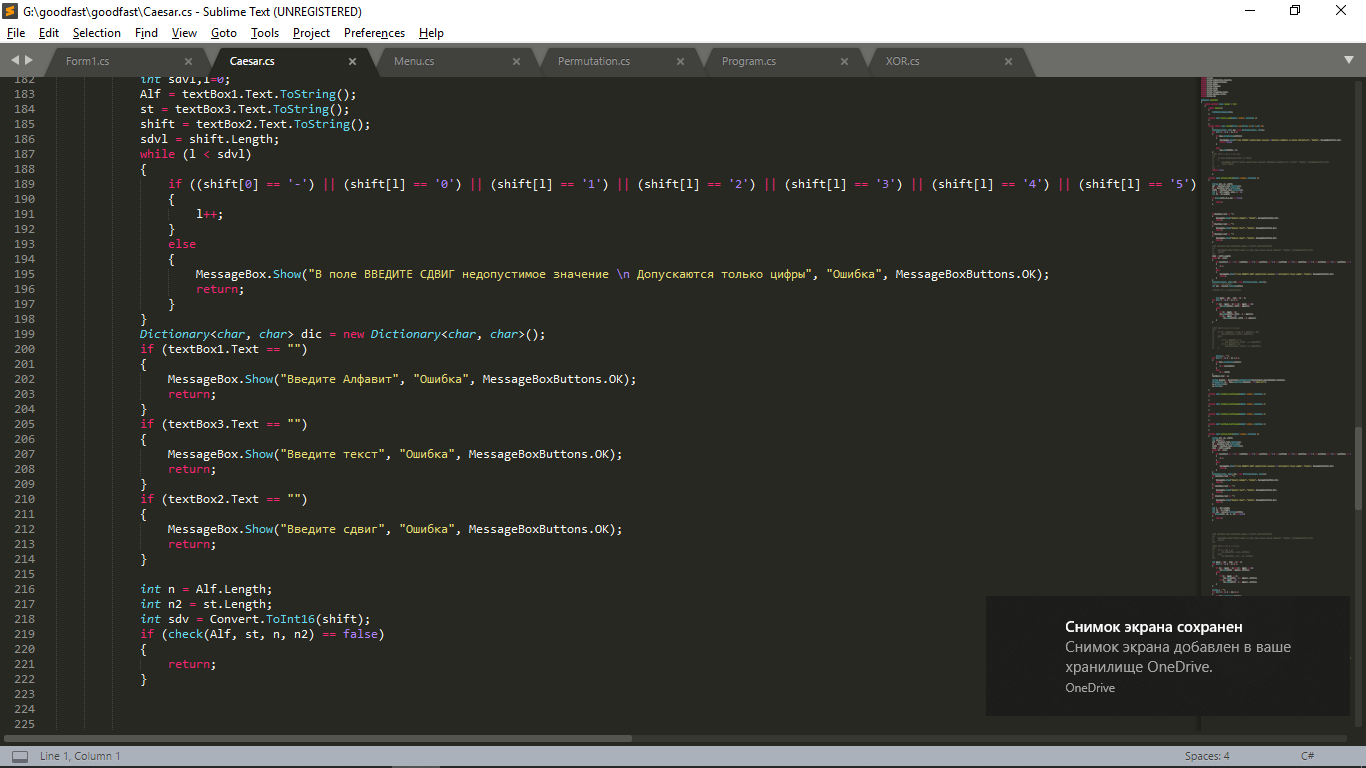 G:\goodfast\goodfast\Caesar.cs - Sublime Text (UNREGISTERED)
File Edit Selection Find View Goto Tools Project Preferences Help
Form1.cs Caesar.cs Menu.cs Permutation.cs Program.cs XOR.cs
182 int sdvl,l=0;
183 Alf = textBox1.Text.ToString();
184 st = textBox3.Text.ToString();
185 shift = textBox2.Text.ToString();
186 sdvl = shift.Length;
187 while (l < sdvl)
188 {
189 if ((shift[0] == '-') || (shift[l] == '0') || (shift[l] == '1') || (shift[l] == '2') || (shift[l] == '3') || (shift[l] == '4') || (shift[l] == '5')
190 {
191 l++;
192 }
193 else
194 {
195 MessageBox.Show("В поле ВВЕДИТЕ СДВИГ недопустимое значение \n Допускаются только цифры", "Ошибка", MessageBoxButtons.OK);
196 return;
197 }
198 }
199 Dictionary<char, char> dic = new Dictionary<char, char>();
200 if (textBox1.Text == "")
201 {
202 MessageBox.Show("Введите Алфавит", "Ошибка", MessageBoxButtons.OK);
203 return;
204 }
205 if (textBox3.Text == "")
206 {
207 MessageBox.Show("Введите текст", "Ошибка", MessageBoxButtons.OK);
208 return;
209 }
210 if (textBox2.Text == "")
211 {
212 MessageBox.Show("Введите сдвиг", "Ошибка", MessageBoxButtons.OK);
213 return;
214 }
215
216 int n = Alf.Length;
217 int n2 = st.Length;
218 int sdv = Convert.ToInt16(shift);
219 if (check(Alf, st, n, n2) == false)
220 {
221 return;
222 }
223
224
225
Снимок экрана сохранен
Снимок экрана добавлен в ваше
хранилище OneDrive.
OneDrive
Line 1, Column 1 Spaces: 4 C#